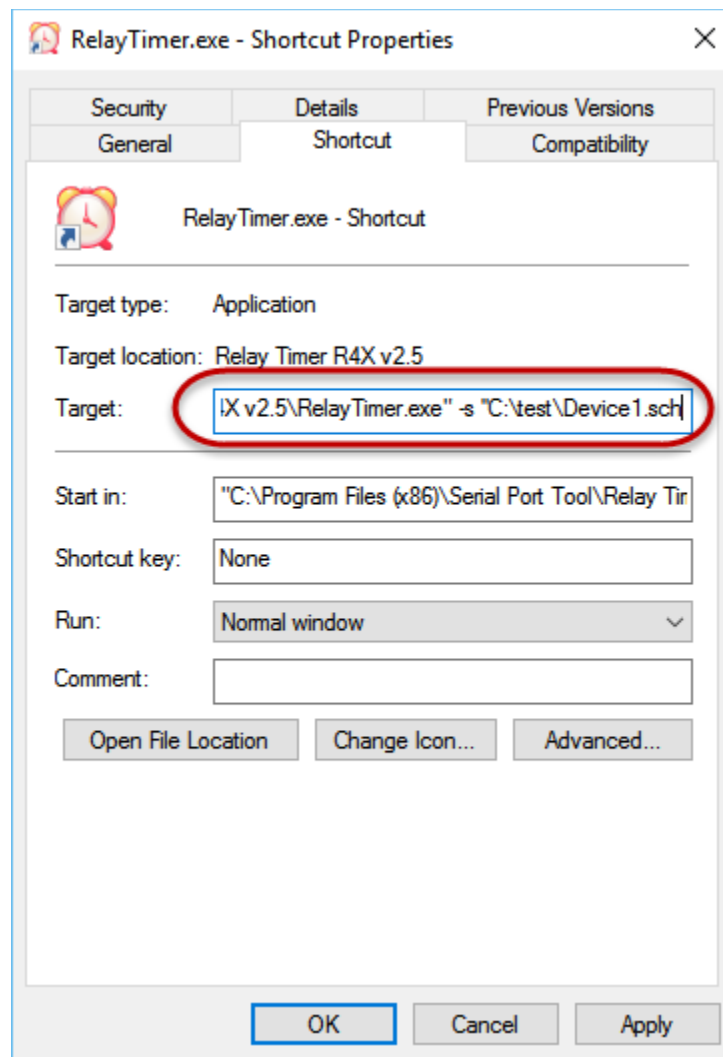 RelayTimer.exe - Shortcut Properties
Security Details Previous Versions
General Shortcut Compatibility
RelayTimer.exe - Shortcut
Target type: Application
Target location: Relay Timer R4X v2.5
Target: 4X v2.5\RelayTimer.exe" -s "C:\test\Device1.sch
Start in: "C:\Program Files (x86)\Serial Port Tool\Relay Tir
Shortcut key: None
Run: Normal window
Comment:
Open File Location Change Icon... Advanced...
OK Cancel Apply